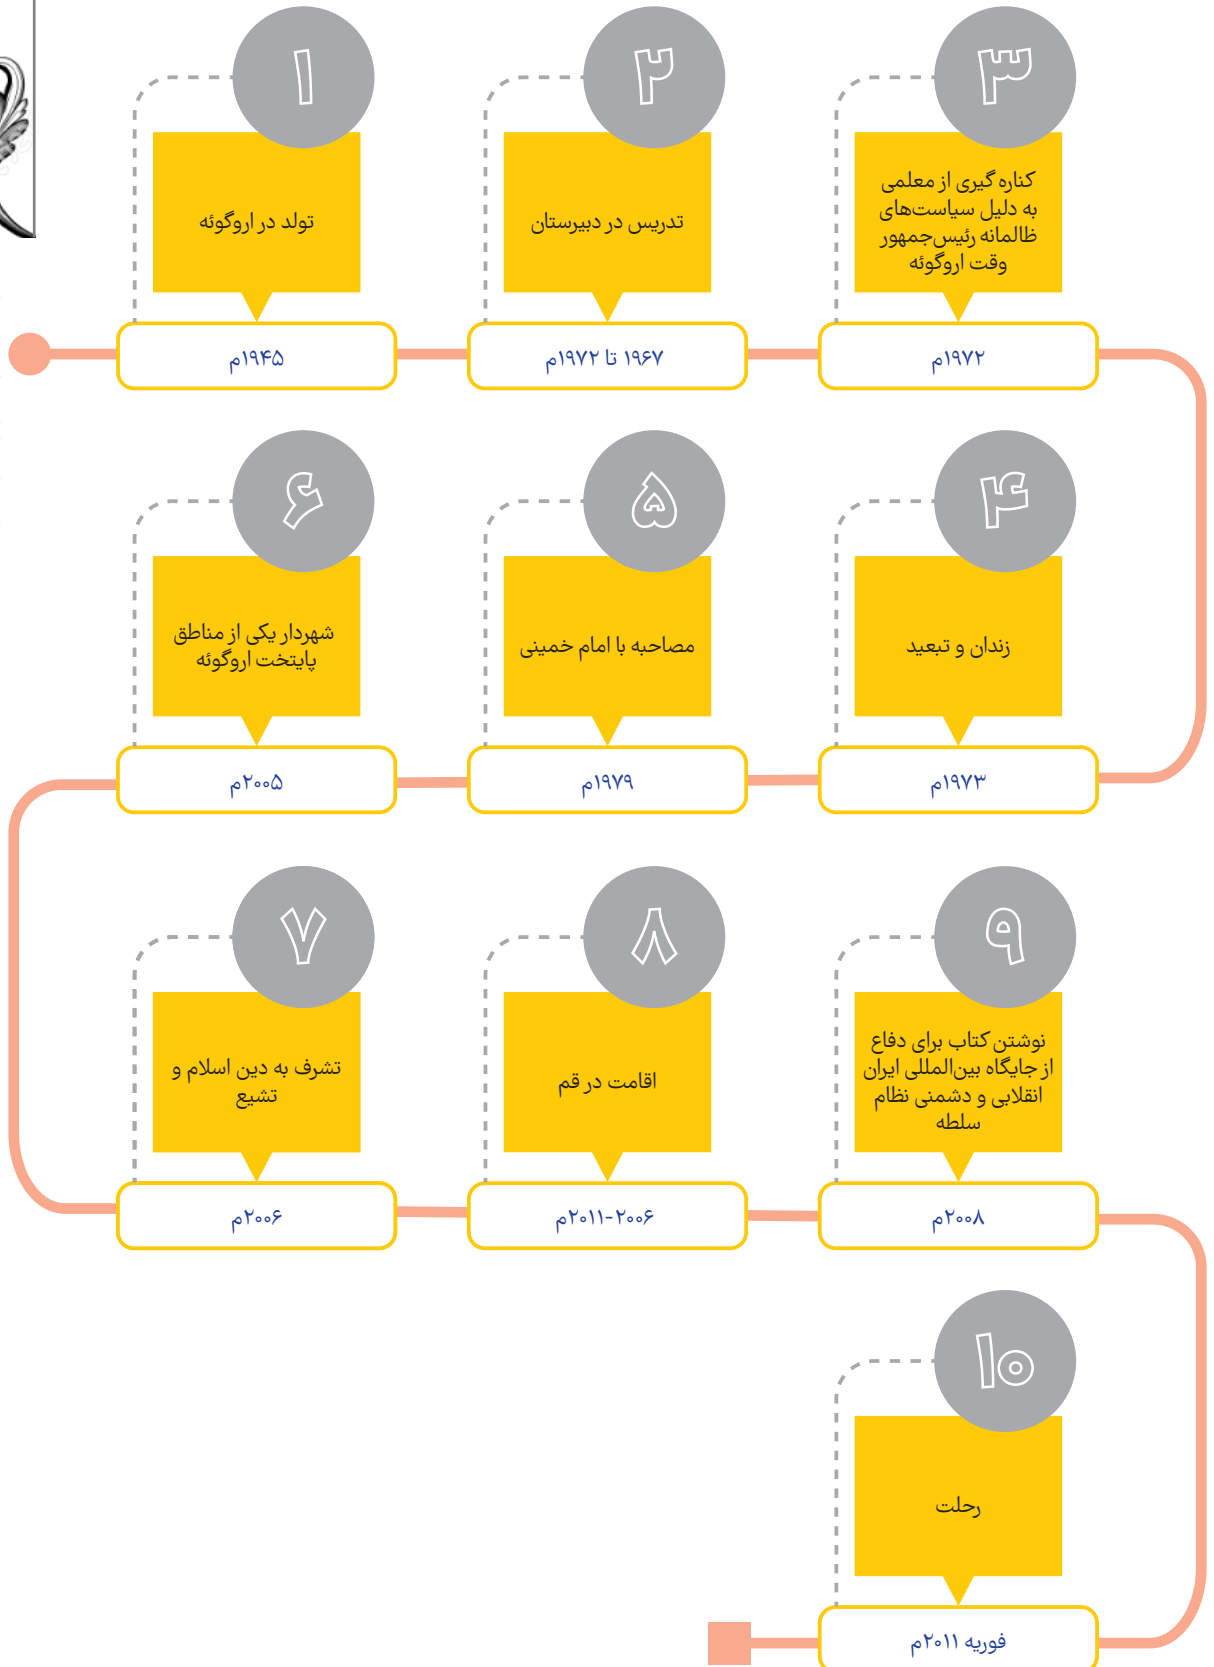 ۱
تولد در اروگوئه
۱۹۴۵م
۲
تدریس در دبیرستان
۱۹۶۷ تا ۱۹۷۲م
۳
کناره گیری از معلمی
به دلیل سیاست‌های
ظالمانه رئیس‌جمهور
وقت اروگوئه
۱۹۷۲م
۴
زندان و تبعید
۱۹۷۳م
۵
مصاحبه با امام خمینی
۱۹۷۹م
۶
شهردار یکی از مناطق
پایتخت اروگوئه
۲۰۰۵م
۷
تشرف به دین اسلام و
تشیع
۲۰۰۶م
۸
اقامت در قم
۲۰۰۶-۲۰۱۱م
۹
نوشتن کتاب برای دفاع
از جایگاه بین‌المللی ایران
انقلابی و دشمنی نظام
سلطه
۲۰۰۸م
۱۰
رحلت
فوریه ۲۰۱۱م